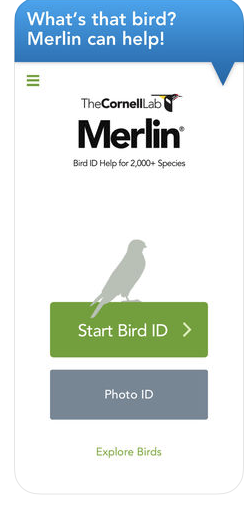 What's that bird?
Merlin can help!
TheCornellLab
Merlin®
Bird ID Help for 2,000+ Species
Start Bird ID
Photo ID
Explore Birds